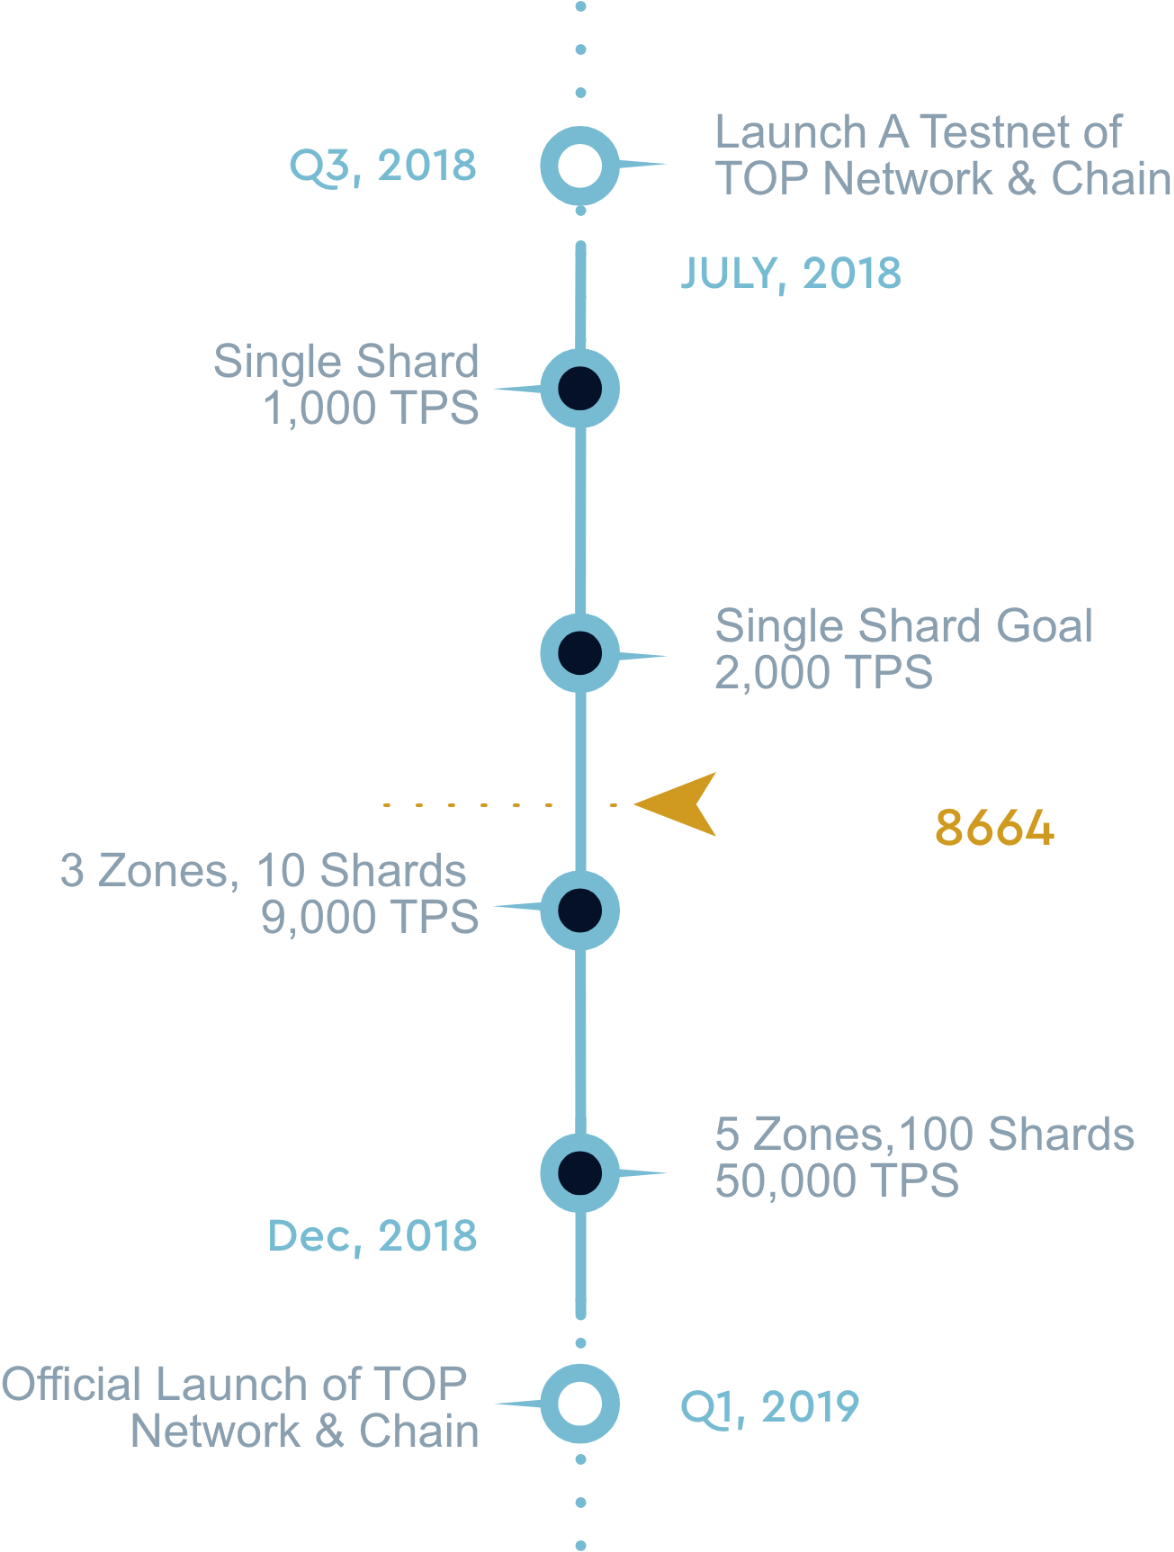 Q3, 2018
Launch A Testnet of
TOP Network & Chain
JULY, 2018
Single Shard
1,000 TPS
Single Shard Goal
2,000 TPS
8664
3 Zones, 10 Shards
9,000 TPS
5 Zones,100 Shards
50,000 TPS
Dec, 2018
Official Launch of TOP
Network & Chain
Q1, 2019